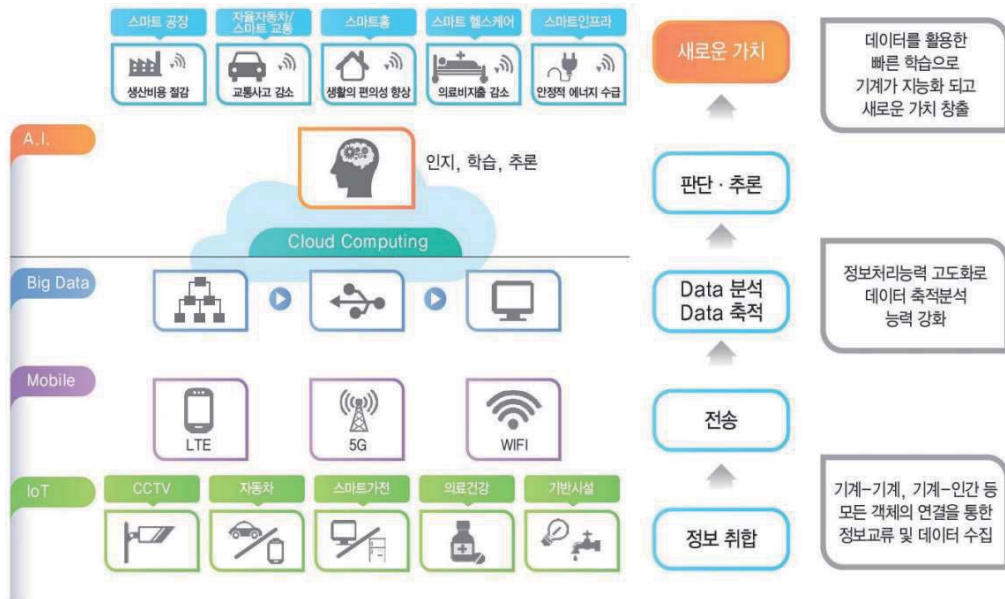 스마트 공장
자율자동차/
스마트 교통
스마트홈
스마트 헬스케어
스마트인프라
생산비용 절감
교통사고 감소
생활의 편의성 향상
의료비지출 감소
안정적 에너지 수급
새로운 가치
데이터를 활용한
빠른 학습으로
기계가 지능화 되고
새로운 가치 창출
A.I.
인지, 학습, 추론
판단 · 추론
Cloud Computing
Big Data
Data 분석
Data 축적
정보처리능력 고도화로
데이터 축적분석
능력 강화
Mobile
LTE
5G
WIFI
전송
IoT
CCTV
자동차
스마트가전
의료건강
기반시설
정보 취합
기계-기계, 기계-인간 등
모든 객체의 연결을 통한
정보교류 및 데이터 수집